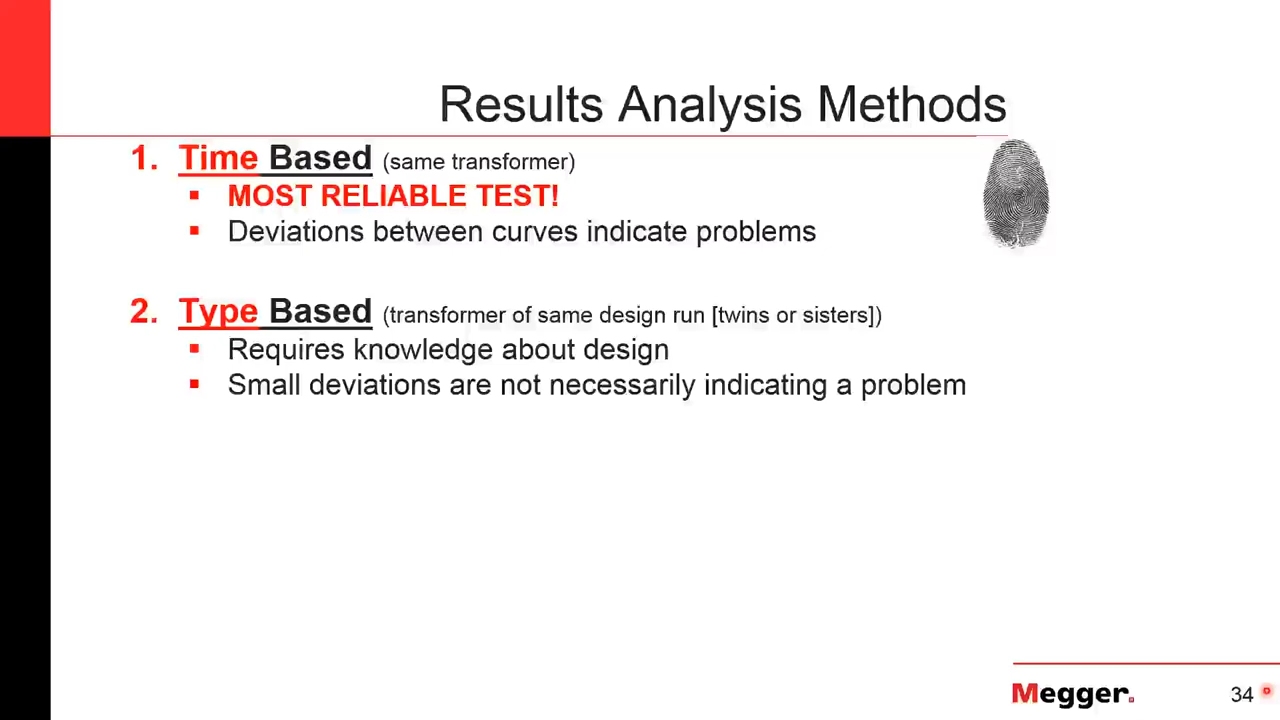 Results Analysis Methods
1. Time Based (same transformer)
▪ MOST RELIABLE TEST!
▪ Deviations between curves indicate problems
2. Type Based (transformer of same design run [twins or sisters])
▪ Requires knowledge about design
▪ Small deviations are not necessarily indicating a problem
Megger.
34